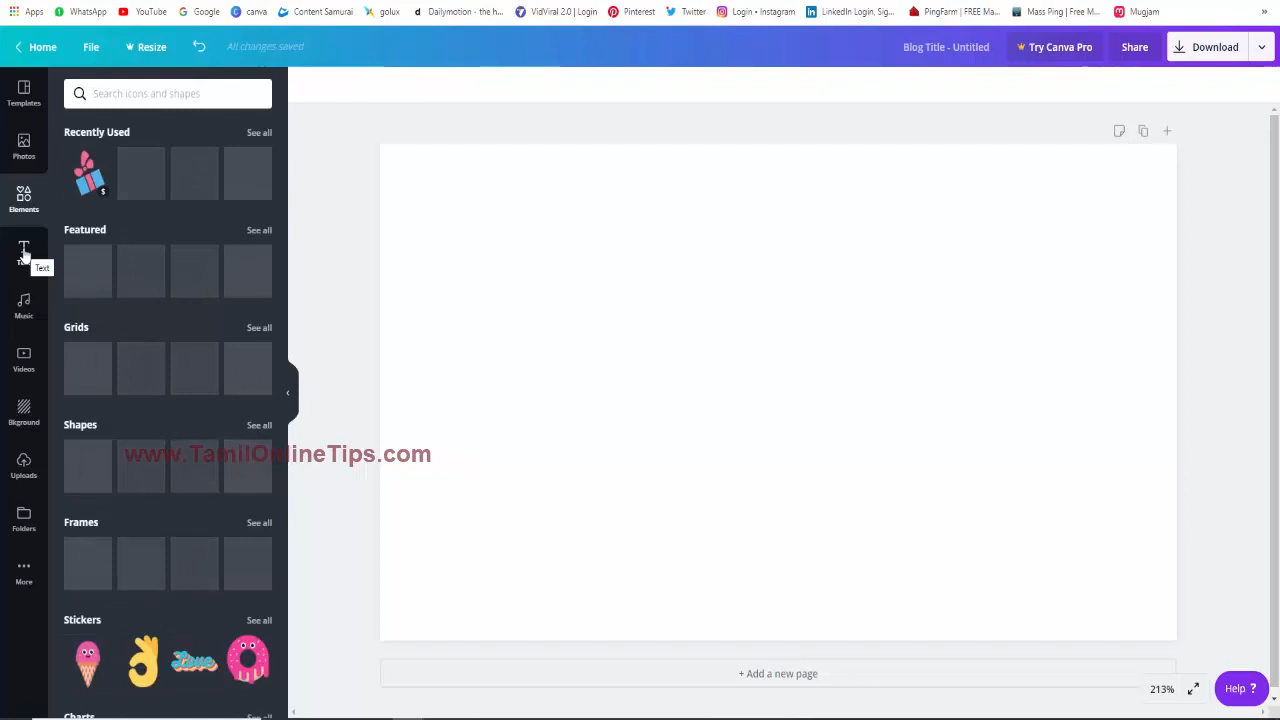 Apps
WhatsApp
YouTube
Google
canva
Content Samurai
golux
Dailymotion - the h...
VidViral 2.0 | Login
Pinterest
Twitter
Login • Instagram
LinkedIn Login, Sig...
PingFarm | FREE Ma...
Mass Ping | Free M...
Mugjam
»
Home
File
Resize
All changes saved
Blog Title - Untitled
Try Canva Pro
Share
Download
Templates
Photos
Elements
Text
Music
Videos
Bkground
Uploads
Folders
More
Search icons and shapes
Recently Used See all
$
Featured See all
Grids See all
Shapes See all
www.TamilOnlineTips.com
Frames See all
Stickers See all
Love
Charts See all
+ Add a new page
213%
Help ?